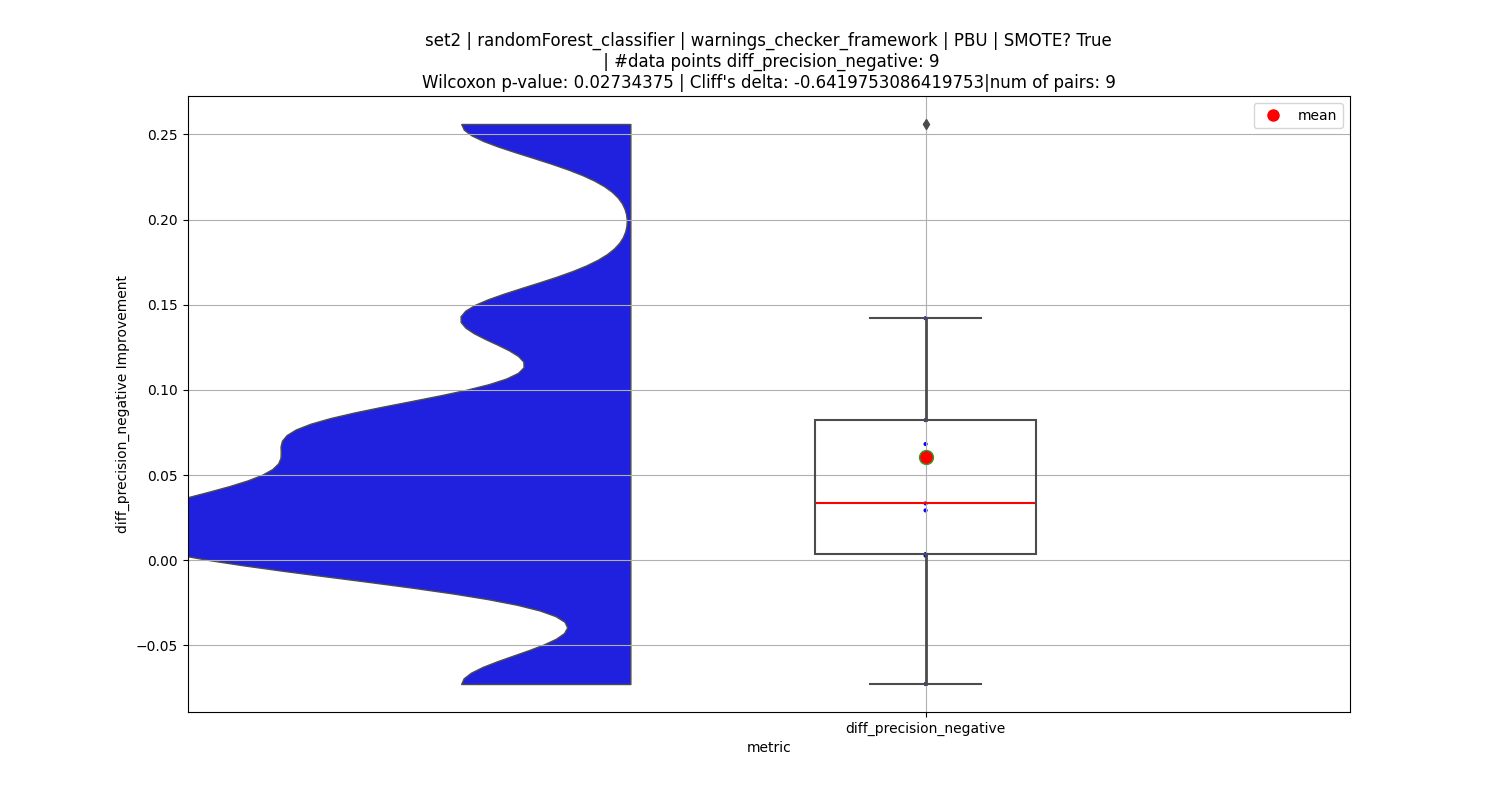 set2 | randomForest_classifier | warnings_checker_framework | PBU | SMOTE? True
| #data points diff_precision_negative: 9
Wilcoxon p-value: 0.02734375 | Cliff's delta: -0.6419753086419753|num of pairs: 9
mean
0.25
0.20
0.15
0.10
0.05
0.00
−0.05
diff_precision_negative Improvement
diff_precision_negative
metric